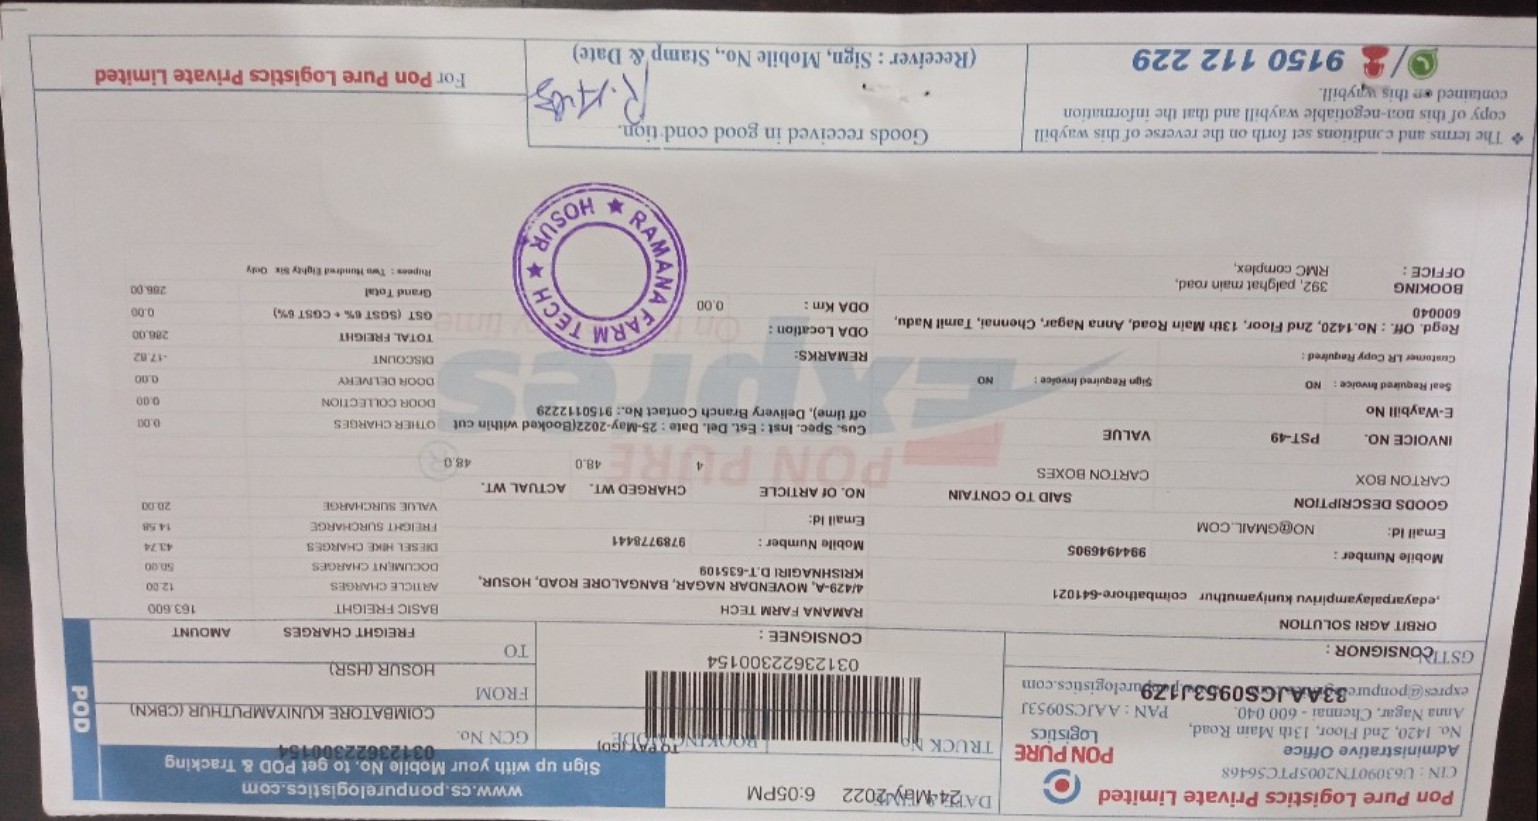 Pon Pure Logistics Private Limited
CIN : U63090TN2005PTC56468
Administrative Office
No. 1420, 2nd Floor, 13th Main Road,
Anna Nagar, Chennai - 600 040.
PAN : AAJCS0953J
PON PURE
Logistics
GSTIN
33AAJCS0953J1Z9
24-May-2022 6:05PM
www.cs.ponpurelogistics.com
Sign up with your Mobile No. to get POD & Tracking
TRUCK No
BOOKING MODE
TO PAY
GCN No.
03123622300154
03123622300154
FROM
COIMBATORE KUNIYAMPUTHUR (CBKN)
TO
HOSUR (HSR)
POD
CONSIGNOR :
ORBIT AGRI SOLUTION
,edayarpalayampirivu kuniyamuthur coimbathore-641021
Mobile Number : 9944946905
Email Id: NO@GMAIL.COM
CONSIGNEE :
RAMANA FARM TECH
4/429-A, MOVENDAR NAGAR, BANGALORE ROAD, HOSUR,
KRISHNAGIRI D.T-635109
Mobile Number : 9789778441
Email Id:
FREIGHT CHARGES AMOUNT
BASIC FREIGHT 163.600
ARTICLE CHARGES 12.00
DOCUMENT CHARGES 50.00
DIESEL HIKE CHARGES 43.74
FREIGHT SURCHARGE 14.58
VALUE SURCHARGE 20.00
OTHER CHARGES 0.00
DOOR COLLECTION 0.00
DOOR DELIVERY 0.00
DISCOUNT -17.82
TOTAL FREIGHT 286.00
GST (SGST 6% + CGST 6%) 0.00
Grand Total 286.00
Rupees : Two Hundred Eighty Six Only
GOODS DESCRIPTION SAID TO CONTAIN NO. Of ARTICLE CHARGED WT. ACTUAL WT.
CARTON BOX CARTON BOXES 4 48.0 48.0
INVOICE NO. PST-49 VALUE
E-Waybill No
Cus. Spec. Inst : Est. Del. Date : 25-May-2022(Booked within cut
off time), Delivery Branch Contact No.: 9150112229
Seal Required Invoice : NO Sign Required Invoice : NO
Customer LR Copy Required :
REMARKS:
ODA Location :
ODA Km : 0.00
Regd. Off. : No.1420, 2nd Floor, 13th Main Road, Anna Nagar, Chennai, Tamil Nadu,
600040
BOOKING OFFICE : 392, palghat main road,
RMC complex,
PON PURE
Expres
RAMANA FARM TECH ★ HOSUR ★
❖ The terms and conditions set forth on the reverse of this waybill
copy of this non-negotiable waybill and that the information
contained on this waybill.
9150 112 229
Goods received in good condition.
(Receiver : Sign, Mobile No., Stamp & Date)
For Pon Pure Logistics Private Limited